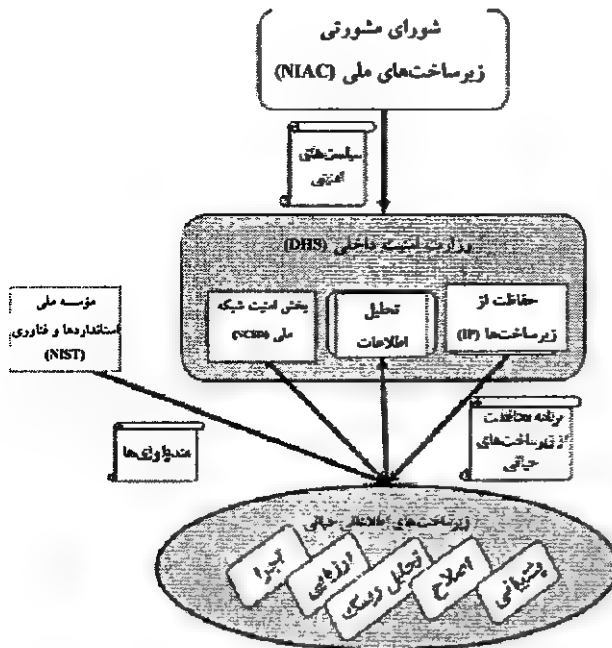 شورای مشورتی
زیرساخت‌های ملی (NIAC)
سیاست‌های
امنیتی
وزارت امنیت داخلی (DHS)
حفاظت از
زیرساخت‌ها (IP)
تحلیل
اطلاعات
بخش امنیت شبکه
ملی (NCSD)
مؤسسه ملی
استانداردها و فناوری
(NIST)
برنامه محافظت
از زیرساخت‌های
حیاتی
زیرساخت‌های اطلاعاتی حیاتی
اجرا
ارزیابی
تحلیل ریسک
اصلاح
پشتیبانی